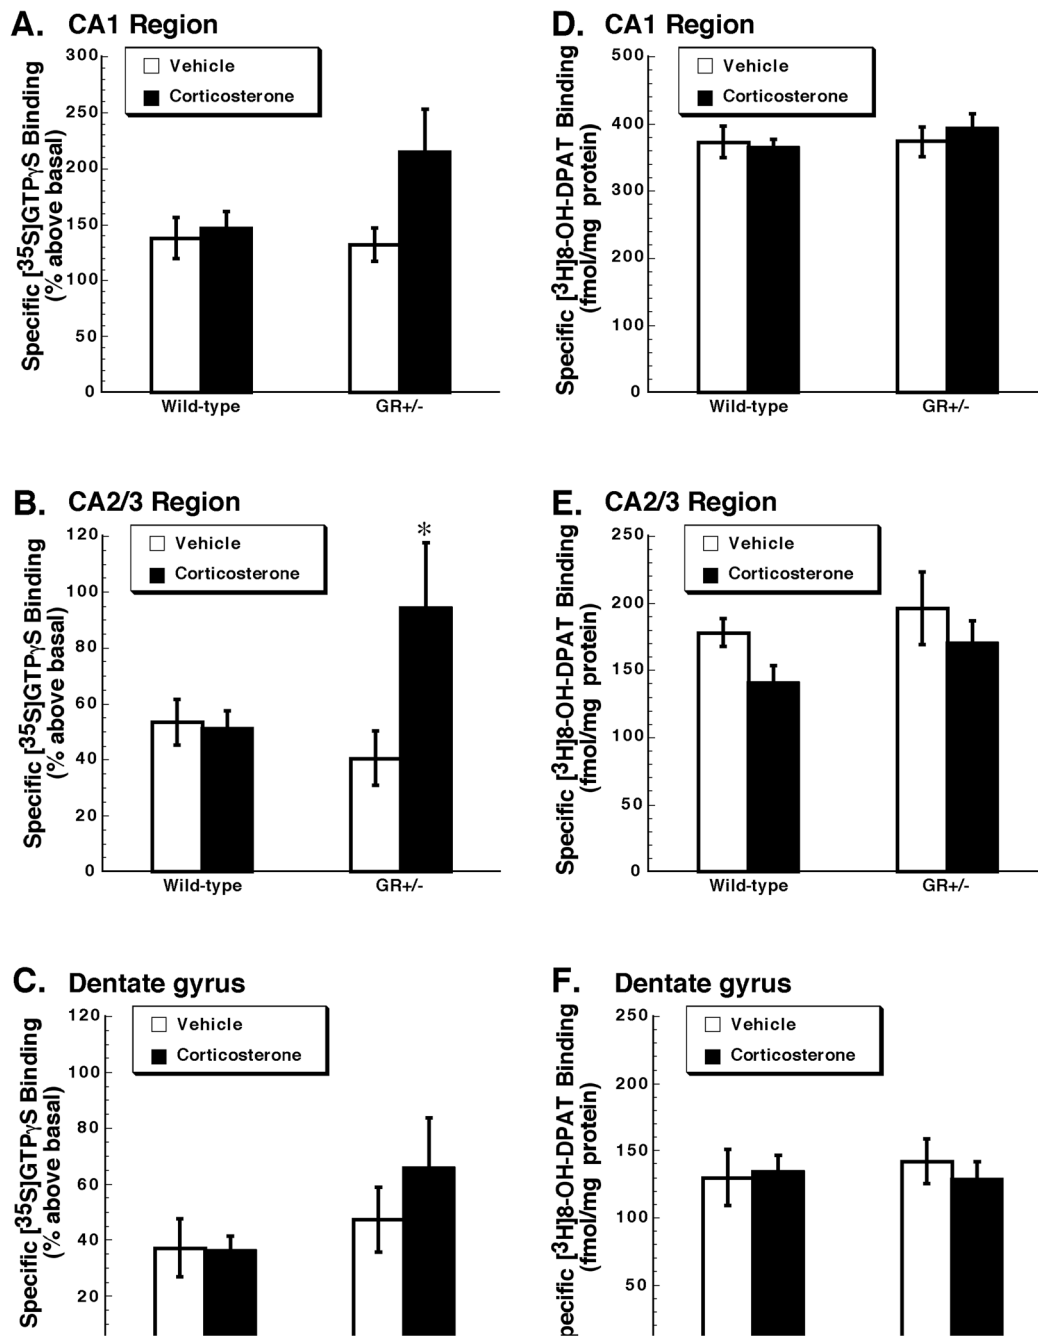 A. CA1 Region
Specific [35S]GTPγS Binding
(% above basal)
300
250
200
150
100
50
0
Vehicle
Corticosterone
Wild-type
GR+/-
D. CA1 Region
Specific [3H]8-OH-DPAT Binding
(fmol/mg protein)
500
400
300
200
100
0
Vehicle
Corticosterone
Wild-type
GR+/-
B. CA2/3 Region
Specific [35S]GTPγS Binding
(% above basal)
120
100
80
60
40
20
0
Vehicle
Corticosterone
*
Wild-type
GR+/-
E. CA2/3 Region
Specific [3H]8-OH-DPAT Binding
(fmol/mg protein)
250
200
150
100
50
0
Vehicle
Corticosterone
Wild-type
GR+/-
C. Dentate gyrus
Specific [35S]GTPγS Binding
(% above basal)
120
100
80
60
40
20
Vehicle
Corticosterone
F. Dentate gyrus
pecific [3H]8-OH-DPAT Binding
(fmol/mg protein)
250
200
150
100
50
Vehicle
Corticosterone